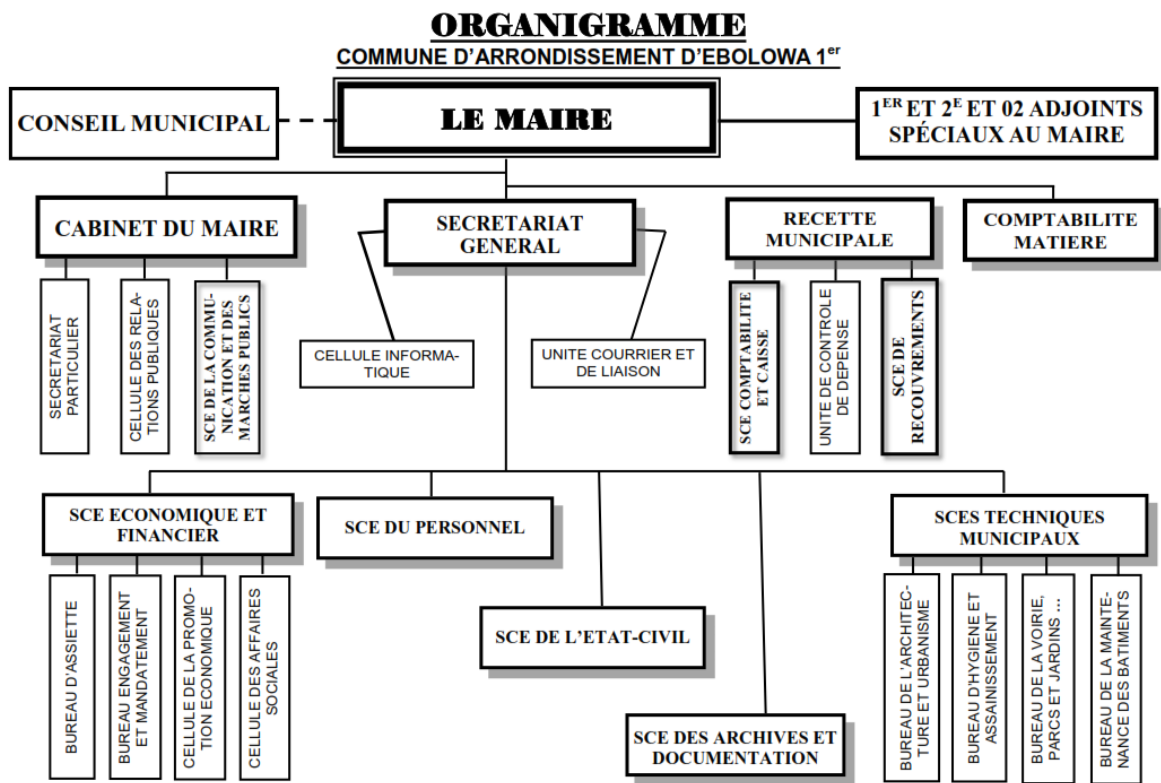 ORGANIGRAMME
COMMUNE D'ARRONDISSEMENT D'EBOLOWA 1er
CONSEIL MUNICIPAL
LE MAIRE
1ER ET 2E ET 02 ADJOINTS
SPÉCIAUX AU MAIRE
CABINET DU MAIRE
SECRETARIAT
GENERAL
RECETTE
MUNICIPALE
COMPTABILITE
MATIERE
SECRETARIAT
PARTICULIER
CELLULE DES RELA-
TIONS PUBLIQUES
SCE DE LA COMMU-
NICATION ET DES
MARCHES PUBLICS
CELLULE INFORMA-
TIQUE
UNITE COURRIER ET
DE LIAISON
SCE COMPTABILITE
ET CAISSE
UNITE DE CONTROLE
DE DEPENSE
SCE DE
RECOUVREMENTS
SCE ECONOMIQUE ET
FINANCIER
SCE DU PERSONNEL
SCES TECHNIQUES
MUNICIPAUX
BUREAU D'ASSIETTE
BUREAU ENGAGEMENT
ET MANDATEMENT
CELLULE DE LA PROMO-
TION ECONOMIQUE
CELLULE DES AFFAIRES
SOCIALES
SCE DE L'ETAT-CIVIL
SCE DES ARCHIVES ET
DOCUMENTATION
BUREAU DE L'ARCHITEC-
TURE ET URBANISME
BUREAU D'HYGIENE ET
ASSAINISSEMENT
BUREAU DE LA VOIRIE,
PARCS ET JARDINS ...
BUREAU DE LA MAINTE-
NANCE DES BATIMENTS